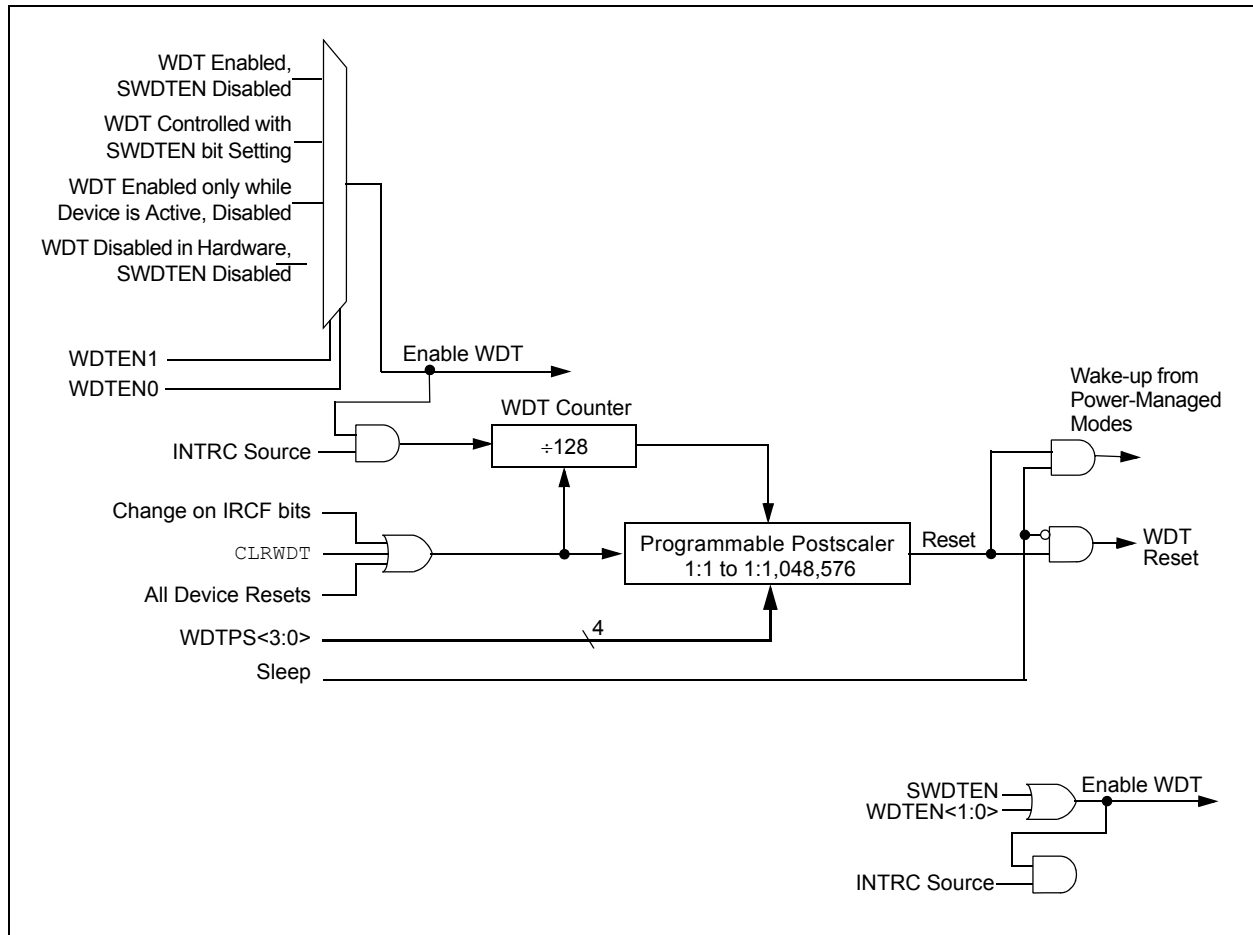 WDT Enabled,
SWDTEN Disabled
WDT Controlled with
SWDTEN bit Setting
WDT Enabled only while
Device is Active, Disabled
WDT Disabled in Hardware,
SWDTEN Disabled
WDTEN1
WDTEN0
Enable WDT
WDT Counter
÷128
INTRC Source
Wake-up from
Power-Managed
Modes
Change on IRCF bits
CLRWDT
All Device Resets
Programmable Postscaler
1:1 to 1:1,048,576
Reset
WDT
Reset
WDTPS<3:0>
4
Sleep
SWDTEN
WDTEN<1:0>
Enable WDT
INTRC Source